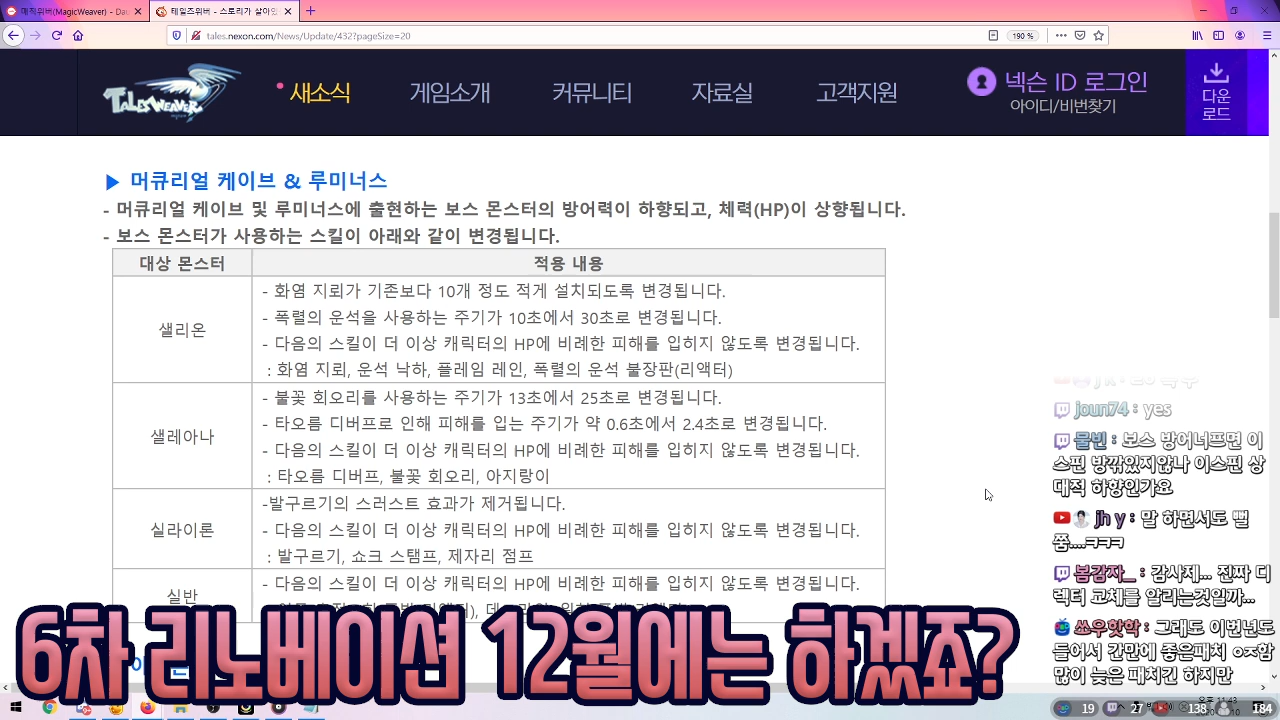 매직위버(MagicWeaver) - Dao
테일즈위버 - 스토리가 살아있
tales.nexon.com/News/Update/432?pageSize=20
190 %
TALESWEAVER
새소식
게임소개
커뮤니티
자료실
고객지원
넥슨 ID 로그인
아이디/비번찾기
다운
로드
▶ 머큐리얼 케이브 & 루미너스
- 머큐리얼 케이브 및 루미너스에 출현하는 보스 몬스터의 방어력이 하향되고, 체력(HP)이 상향됩니다.
- 보스 몬스터가 사용하는 스킬이 아래와 같이 변경됩니다.
대상 몬스터
적용 내용
샐리온
- 화염 지뢰가 기존보다 10개 정도 적게 설치되도록 변경됩니다.
- 폭렬의 운석을 사용하는 주기가 10초에서 30초로 변경됩니다.
- 다음의 스킬이 더 이상 캐릭터의 HP에 비례한 피해를 입히지 않도록 변경됩니다.
: 화염 지뢰, 운석 낙하, 플레임 레인, 폭렬의 운석 불장판(리액터)
샐레아나
- 불꽃 회오리를 사용하는 주기가 13초에서 25초로 변경됩니다.
- 타오름 디버프로 인해 피해를 입는 주기가 약 0.6초에서 2.4초로 변경됩니다.
- 다음의 스킬이 더 이상 캐릭터의 HP에 비례한 피해를 입히지 않도록 변경됩니다.
: 타오름 디버프, 불꽃 회오리, 아지랑이
실라이론
-발구르기의 스러스트 효과가 제거됩니다.
- 다음의 스킬이 더 이상 캐릭터의 HP에 비례한 피해를 입히지 않도록 변경됩니다.
: 발구르기, 쇼크 스탬프, 제자리 점프
실반
- 다음의 스킬이 더 이상 캐릭터의 HP에 비례한 피해를 입히지 않도록 변경됩니다.
joun74 : yes
물빈 : 보스 방어너프면 이
스핀 방깎있지않나 이스핀 상
대적 하향인가요
jh y : 말 하면서도 뻘
쭘....ㅋㅋㅋ
봄감자__ : 감사제... 진짜 디
렉터 교체를 알리는것일까...
쏘우핫학 : 그래도 이번년도
들어서 간만에 좋은패치 ㅇㅈ함
많이 늦은 패치긴 하지만
6차 리노베이션 12월에는 하겠죠?
19
27
138
184